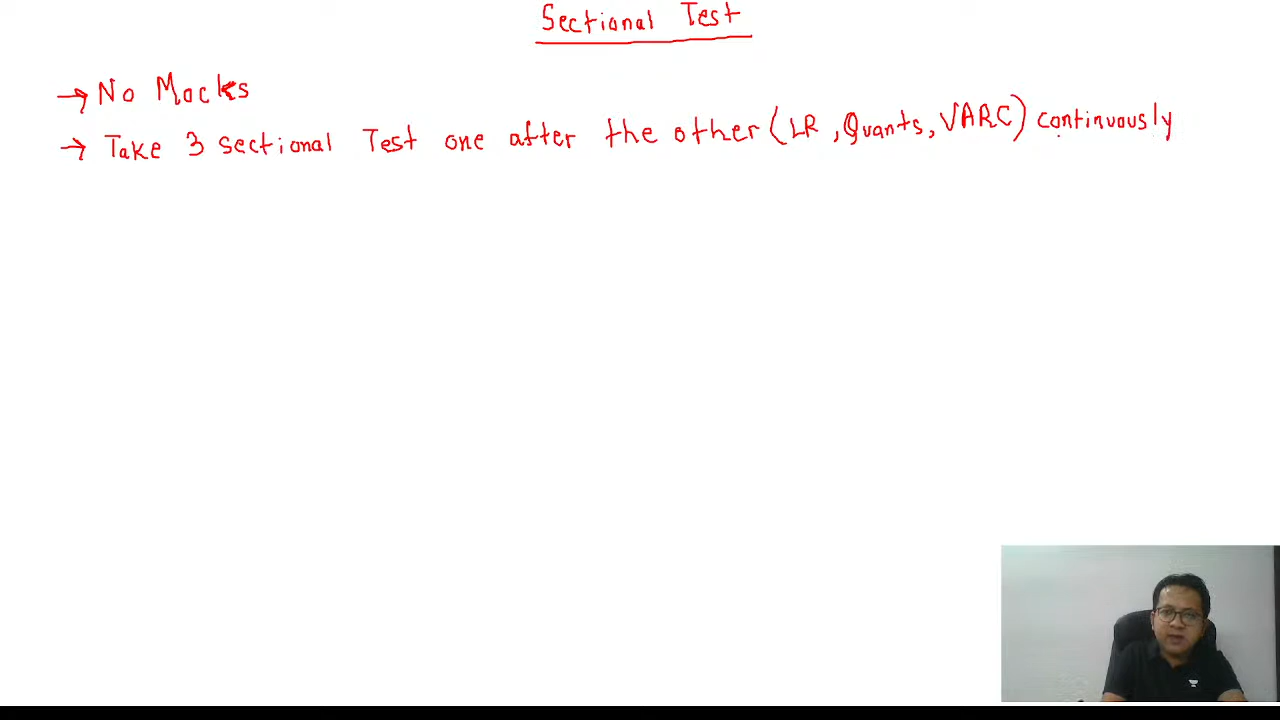 Sectional Test
→ No Mocks
→ Take 3 sectional Test one after the other (LR, Quants, VARC) continuously